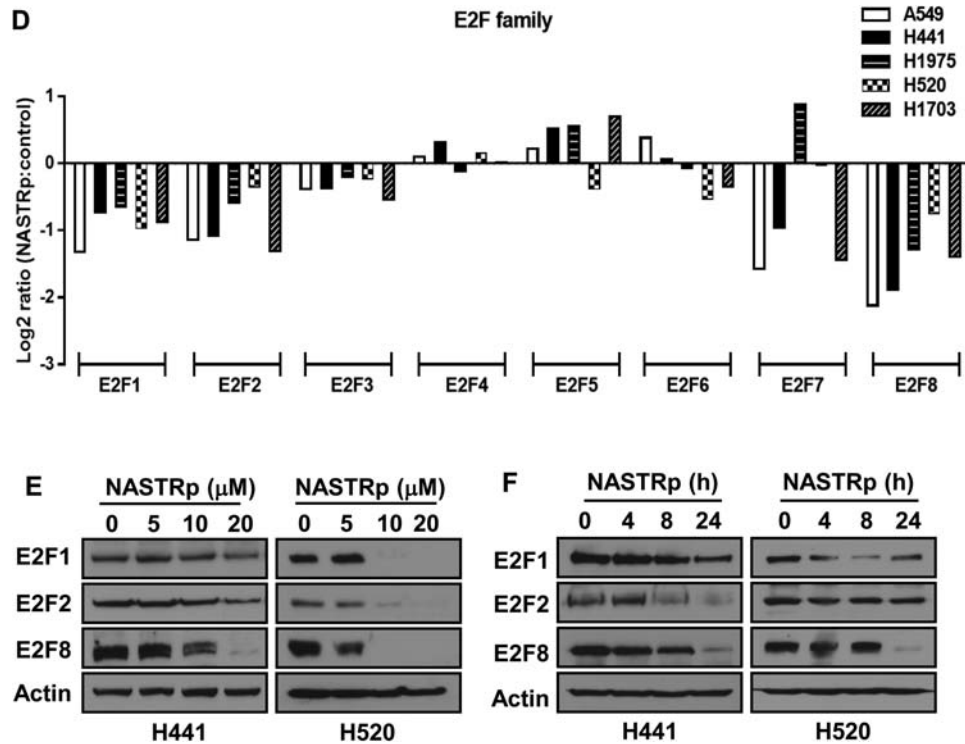 D
E2F family
A549
H441
H1975
H520
H1703
Log2 ratio (NASTRp:control)
1
0
-1
-2
-3
E2F1 E2F2 E2F3 E2F4 E2F5 E2F6 E2F7 E2F8
E
NASTRp (μM) NASTRp (μM)
0 5 10 20 0 5 10 20
E2F1
E2F2
E2F8
Actin
H441 H520
F
NASTRp (h) NASTRp (h)
0 4 8 24 0 4 8 24
E2F1
E2F2
E2F8
Actin
H441 H520